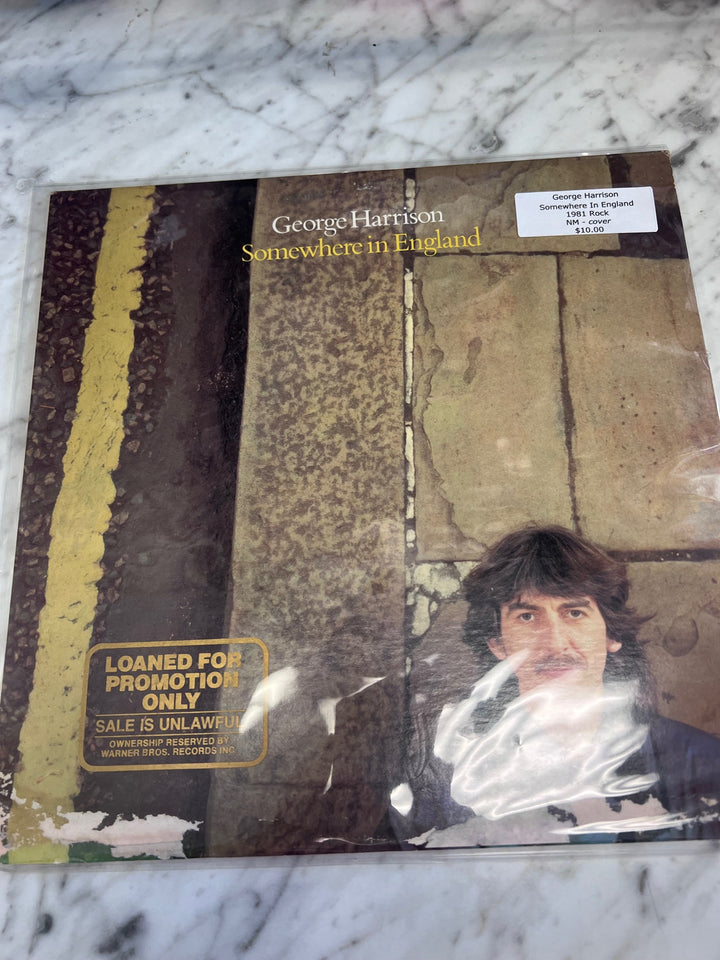 George Harrison
Somewhere in England
George Harrison
Somewhere In England
1981 Rock
NM - cover
$10.00
LOANED FOR
PROMOTION
ONLY
SALE IS UNLAWFUL
OWNERSHIP RESERVED BY
WARNER BROS. RECORDS INC.